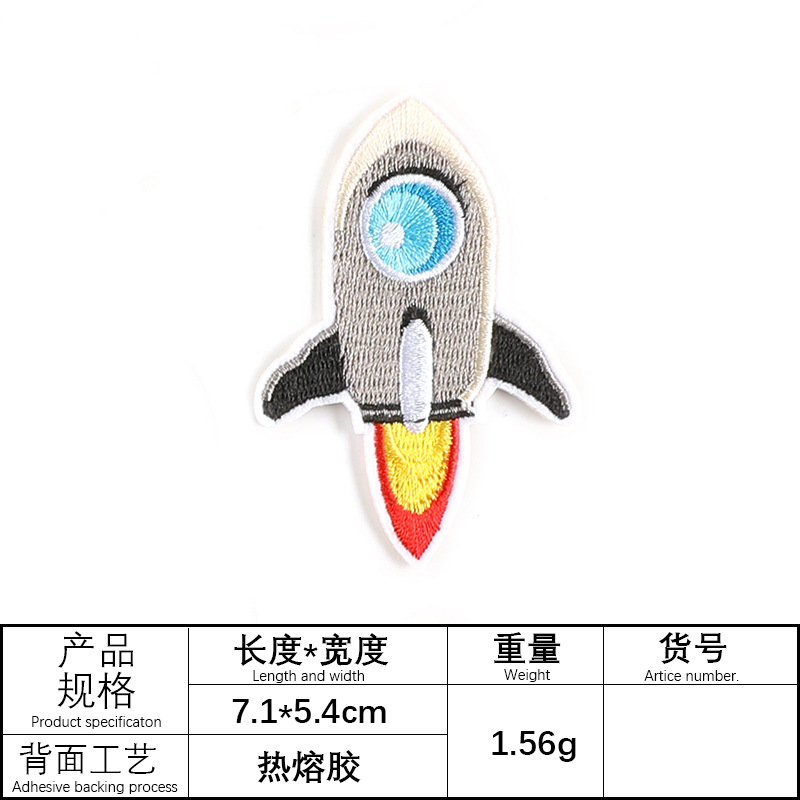 产品
规格
Product specificaton
长度*宽度
Length and width
重量
Weight
货号
Artice number.
7.1*5.4cm
1.56g
背面工艺
Adhesive backing process
热熔胶